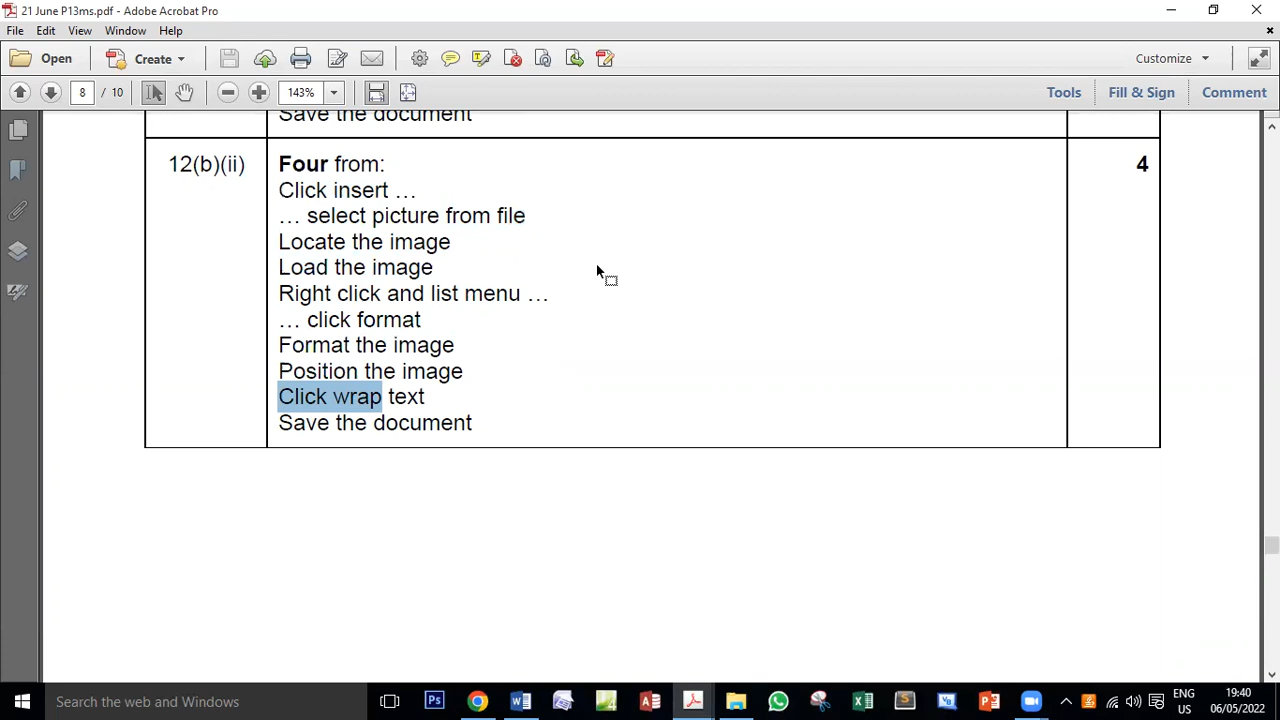 21 June P13ms.pdf - Adobe Acrobat Pro
File Edit View Window Help
Open Create Customize
8 / 10 143% Tools Fill & Sign Comment
Save the document
12(b)(ii) Four from: 4
Click insert …
… select picture from file
Locate the image
Load the image
Right click and list menu …
… click format
Format the image
Position the image
Click wrap text
Save the document
Search the web and Windows
ENG 19:40
US 06/05/2022